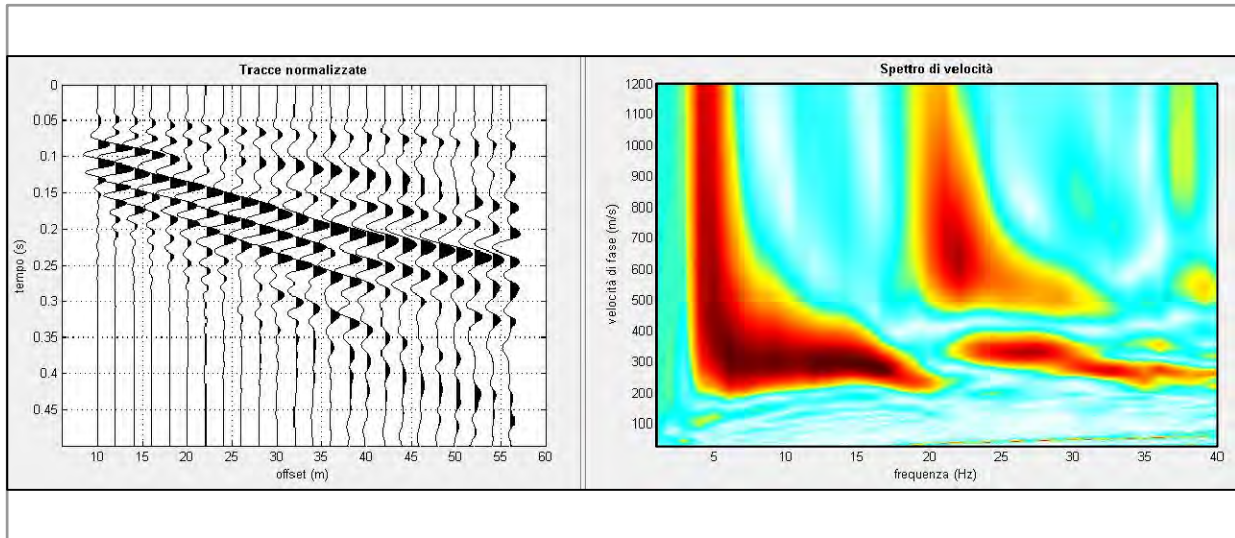 Tracce normalizzate
0
0.05
0.1
0.15
0.2
0.25
0.3
0.35
0.4
0.45
tempo (s)
10 15 20 25 30 35 40 45 50 55 60
offset (m)
Spettro di velocità
1200
1100
1000
900
800
700
600
500
400
300
200
100
velocità di fase (m/s)
5 10 15 20 25 30 35 40
frequenza (Hz)